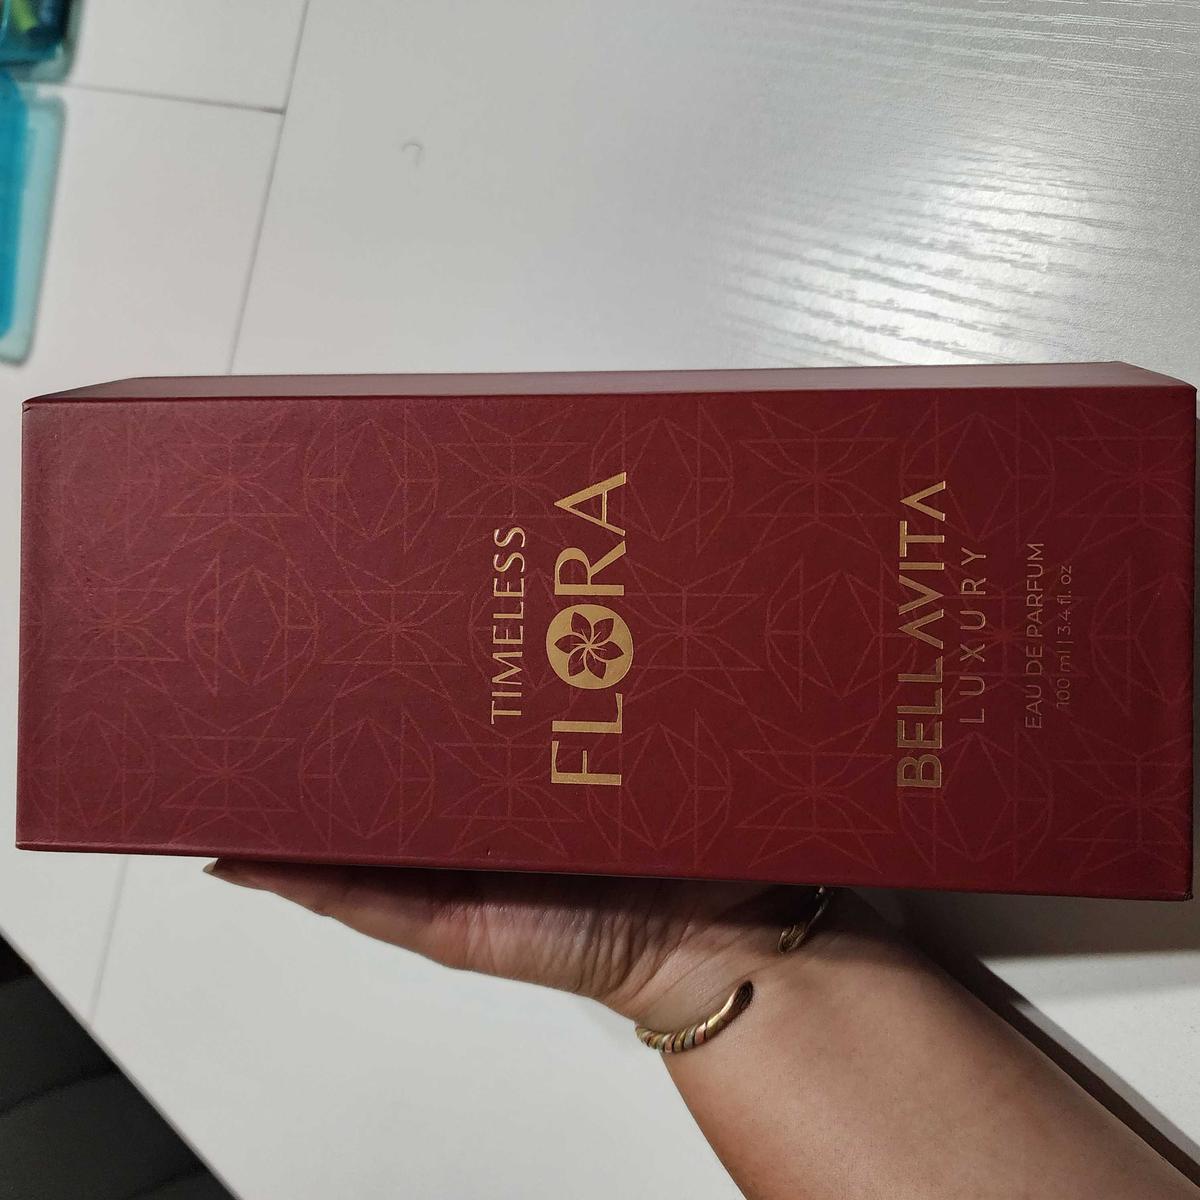 TIMELESS
FLORA
BELLAVITA
LUXURY
EAU DE PARFUM
100 ml | 3.4 fl. oz